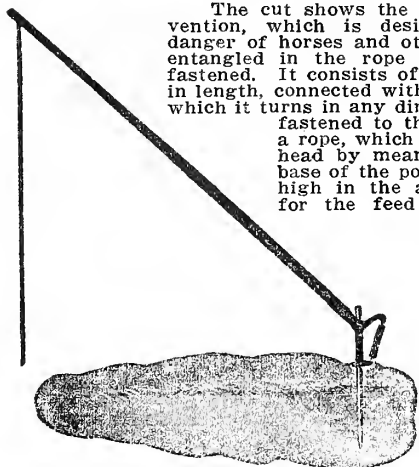 The cut shows the
vention, which is desi
danger of horses and ot
entangled in the rope
fastened. It consists of
in length, connected with
which it turns in any dir
fastened to th
a rope, which
head by mean
base of the po
high in the a
for the feed